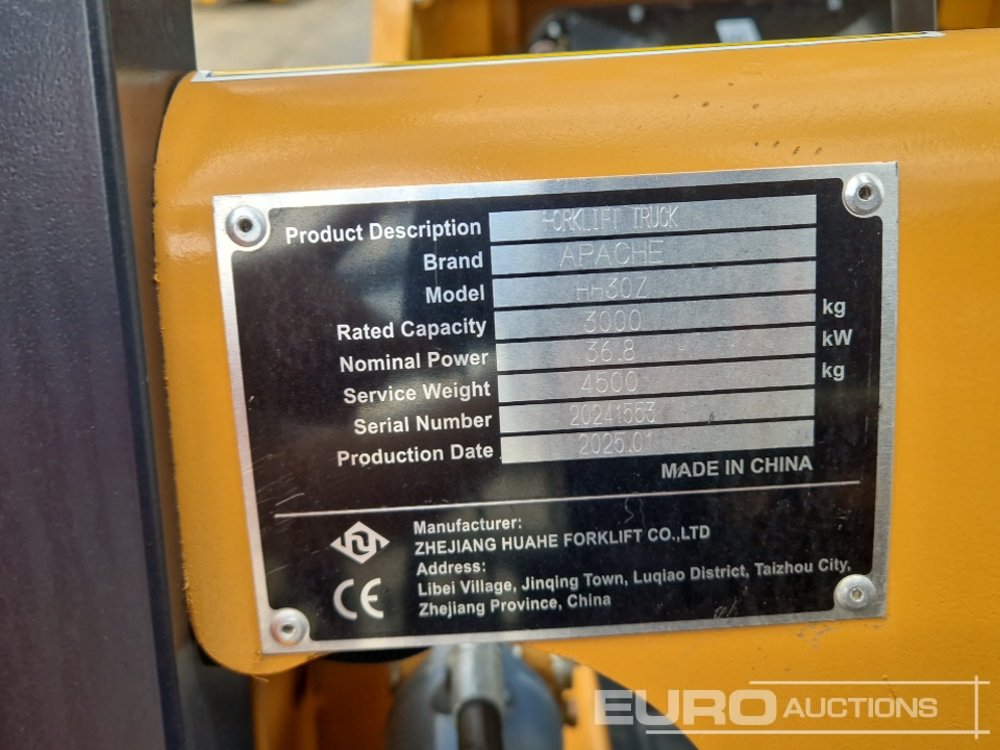 Product Description FORKLIFT TRUCK
Brand APACHE
Model HH30Z
Rated Capacity 3000 kg
Nominal Power 36.8 kW
Service Weight 4500 kg
Serial Number 20241553
Production Date 2025.01
MADE IN CHINA
Manufacturer:
ZHEJIANG HUAHE FORKLIFT CO.,LTD
Address:
Libei Village, Jinqing Town, Luqiao District, Taizhou City,
Zhejiang Province, China
CE
EURO AUCTIONS